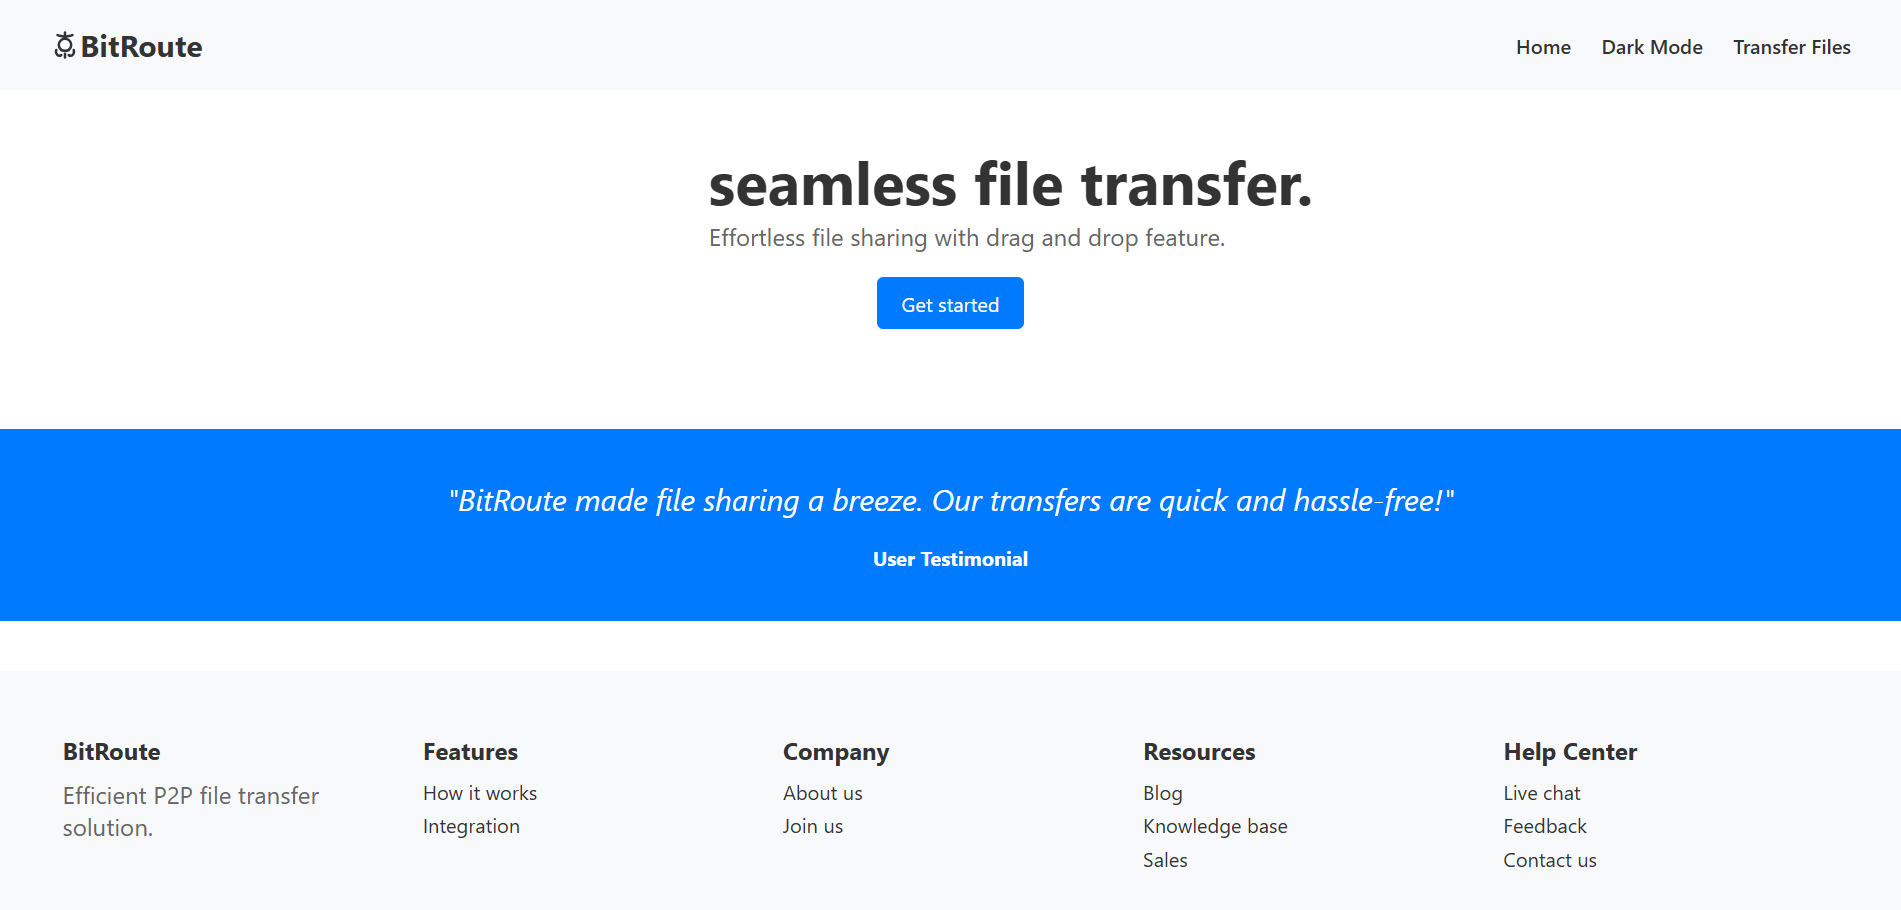 BitRoute
Home Dark Mode Transfer Files
seamless file transfer.
Effortless file sharing with drag and drop feature.
Get started
"BitRoute made file sharing a breeze. Our transfers are quick and hassle-free!"
User Testimonial
BitRoute
Efficient P2P file transfer
solution.
Features
How it works
Integration
Company
About us
Join us
Resources
Blog
Knowledge base
Sales
Help Center
Live chat
Feedback
Contact us